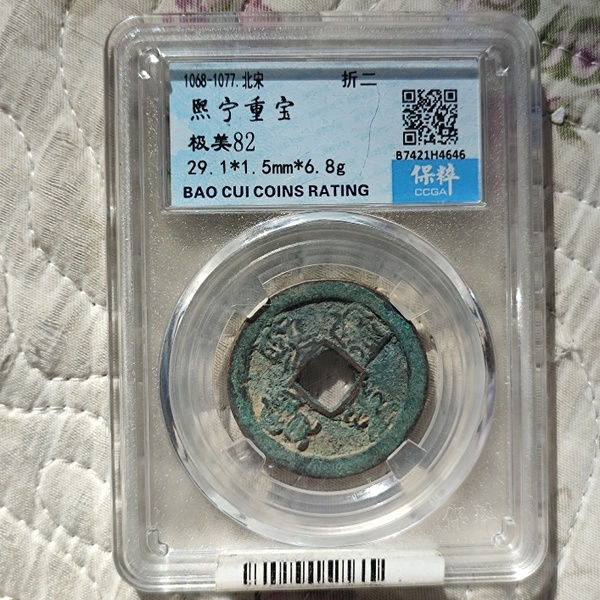 1068-1077.北宋 折二
熙宁重宝
极美82
29.1*1.5mm*6.8g
BAO CUI COINS RATING
B7421H4646
保粹
CCGA